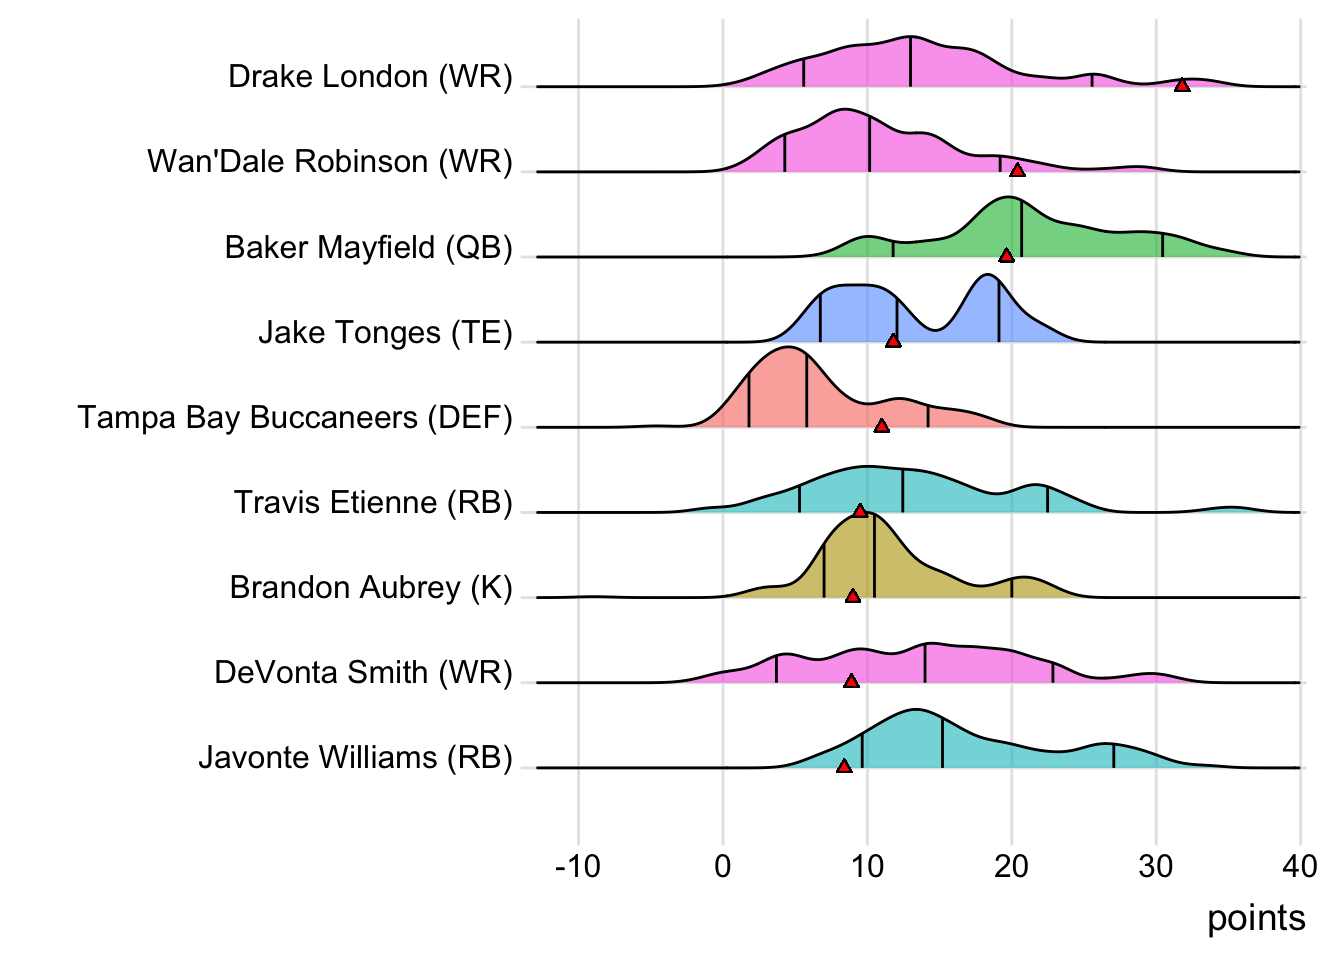 Drake London (WR)
Wan'Dale Robinson (WR)
Baker Mayfield (QB)
Jake Tonges (TE)
Tampa Bay Buccaneers (DEF)
Travis Etienne (RB)
Brandon Aubrey (K)
DeVonta Smith (WR)
Javonte Williams (RB)
-10 0 10 20 30 40
points